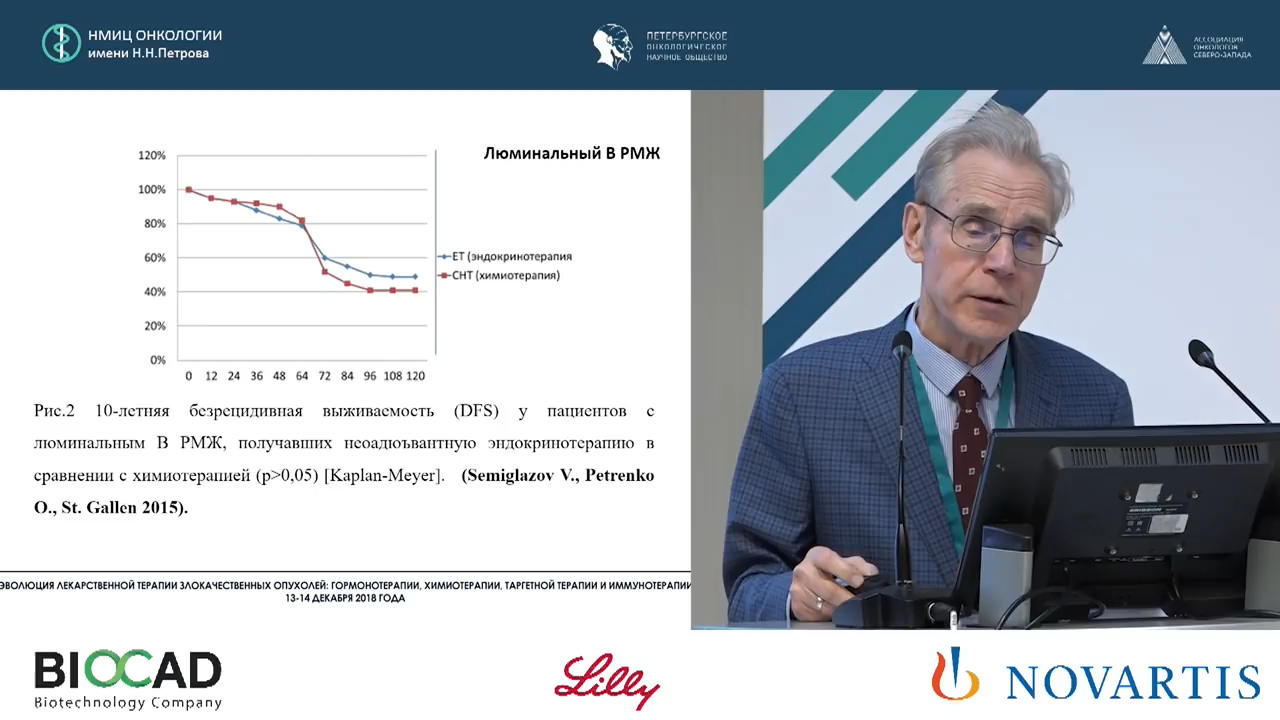 НМИЦ ОНКОЛОГИИ
имени Н.Н.Петрова
ПЕТЕРБУРГСКОЕ
ОНКОЛОГИЧЕСКОЕ
НАУЧНОЕ ОБЩЕСТВО
АССОЦИАЦИЯ
ОНКОЛОГОВ
СЕВЕРО-ЗАПАДА
Люминальный В РМЖ
120%
100%
80%
60%
40%
20%
0%
0 12 24 36 48 64 72 84 96 108 120
ET (эндокринотерапия
CHT (химиотерапия)
Рис.2 10-летняя безрецидивная выживаемость (DFS) у пациентов с
люминальным В РМЖ, получавших неоадюъвантную эндокринотерапию в
сравнении с химиотерапией (p>0,05) [Kaplan-Meyer]. (Semiglazov V., Petrenko
O., St. Gallen 2015).
ЭВОЛЮЦИЯ ЛЕКАРСТВЕННОЙ ТЕРАПИИ ЗЛОКАЧЕСТВЕННЫХ ОПУХОЛЕЙ: ГОРМОНОТЕРАПИИ, ХИМИОТЕРАПИИ, ТАРГЕТНОЙ ТЕРАПИИ И ИММУНОТЕРАПИИ
13-14 ДЕКАБРЯ 2018 ГОДА
BIOCAD
Biotechnology Company
Lilly
NOVARTIS